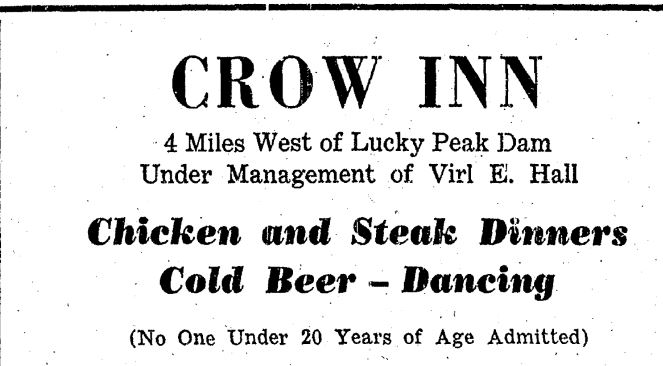 CROW INN
4 Miles West of Lucky Peak Dam
Under Management of Virl E. Hall
Chicken and Steak Dinners
Cold Beer – Dancing
(No One Under 20 Years of Age Admitted)